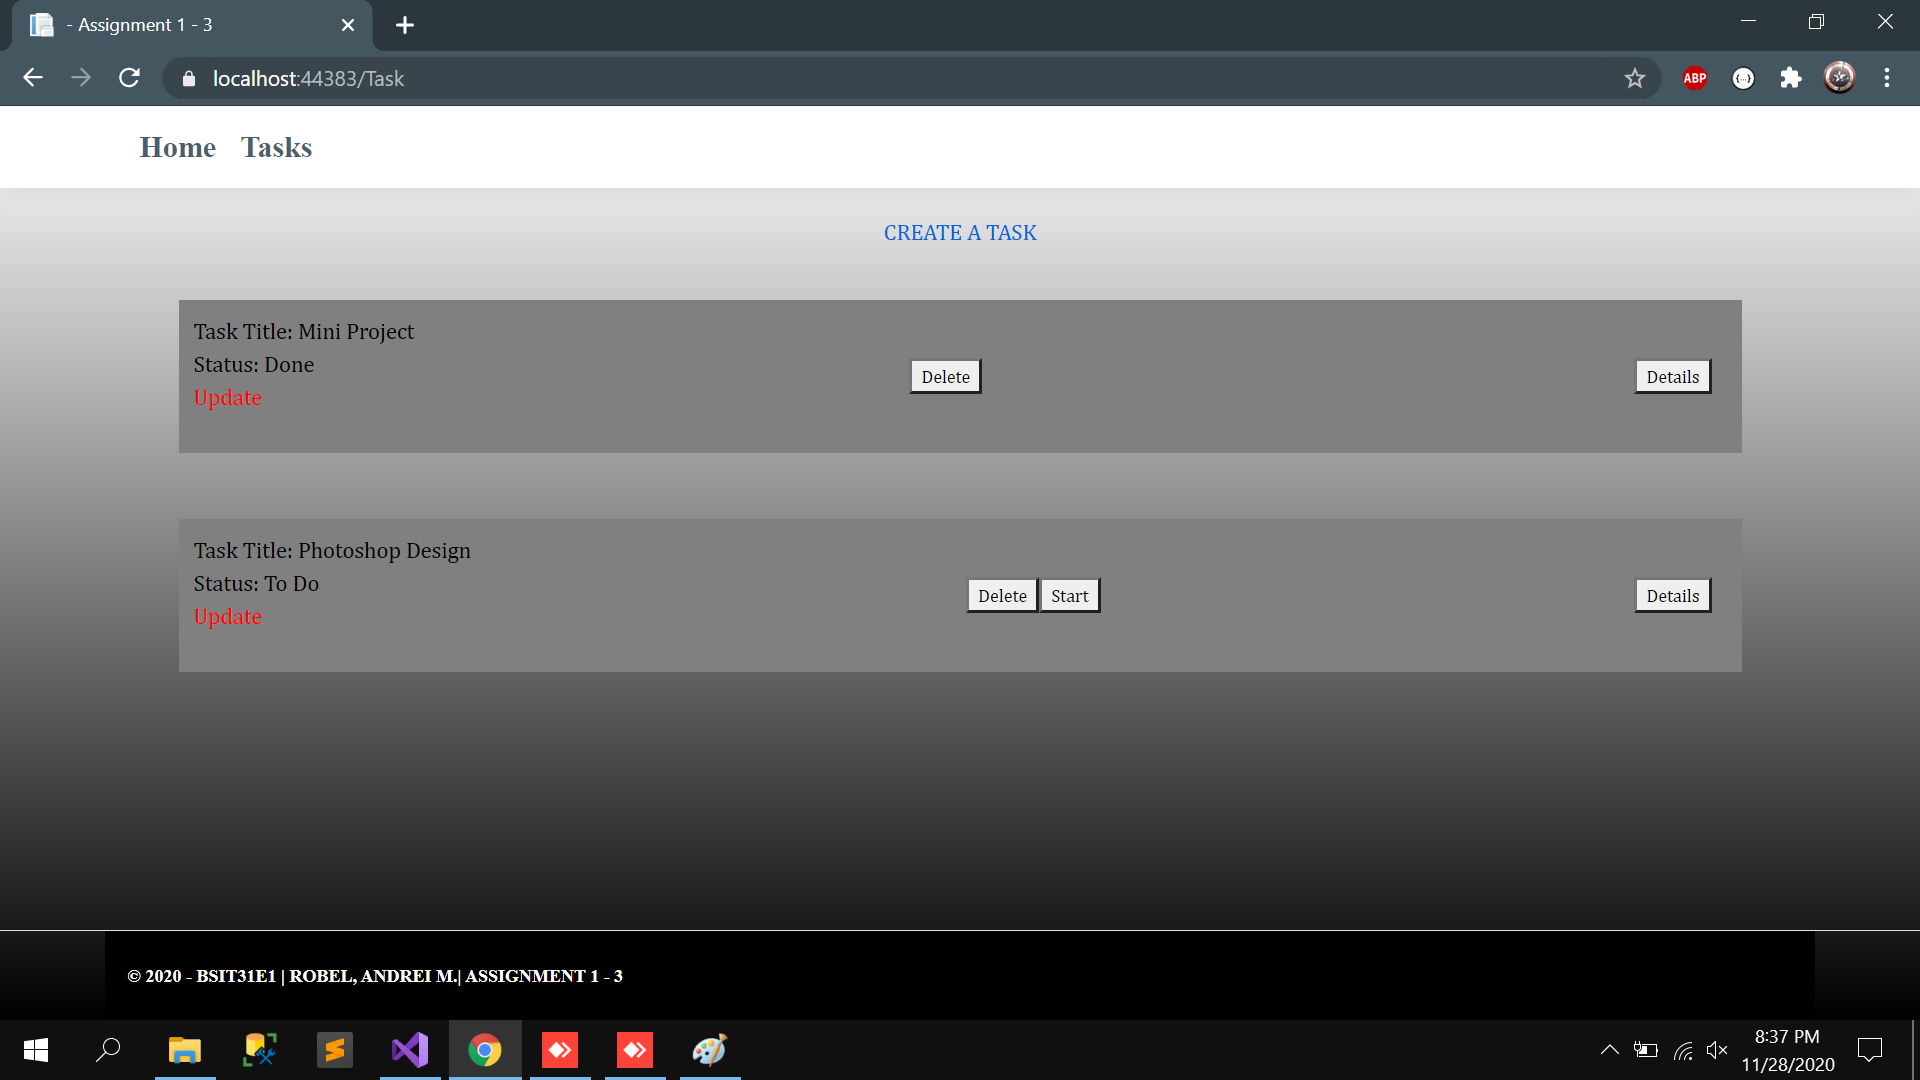 - Assignment 1 - 3
localhost:44383/Task
ABP
Home Tasks
CREATE A TASK
Task Title: Mini Project
Status: Done
Update
Delete
Details
Task Title: Photoshop Design
Status: To Do
Update
Delete Start
Details
© 2020 - BSIT31E1 | ROBEL, ANDREI M.| ASSIGNMENT 1 - 3
8:37 PM
11/28/2020